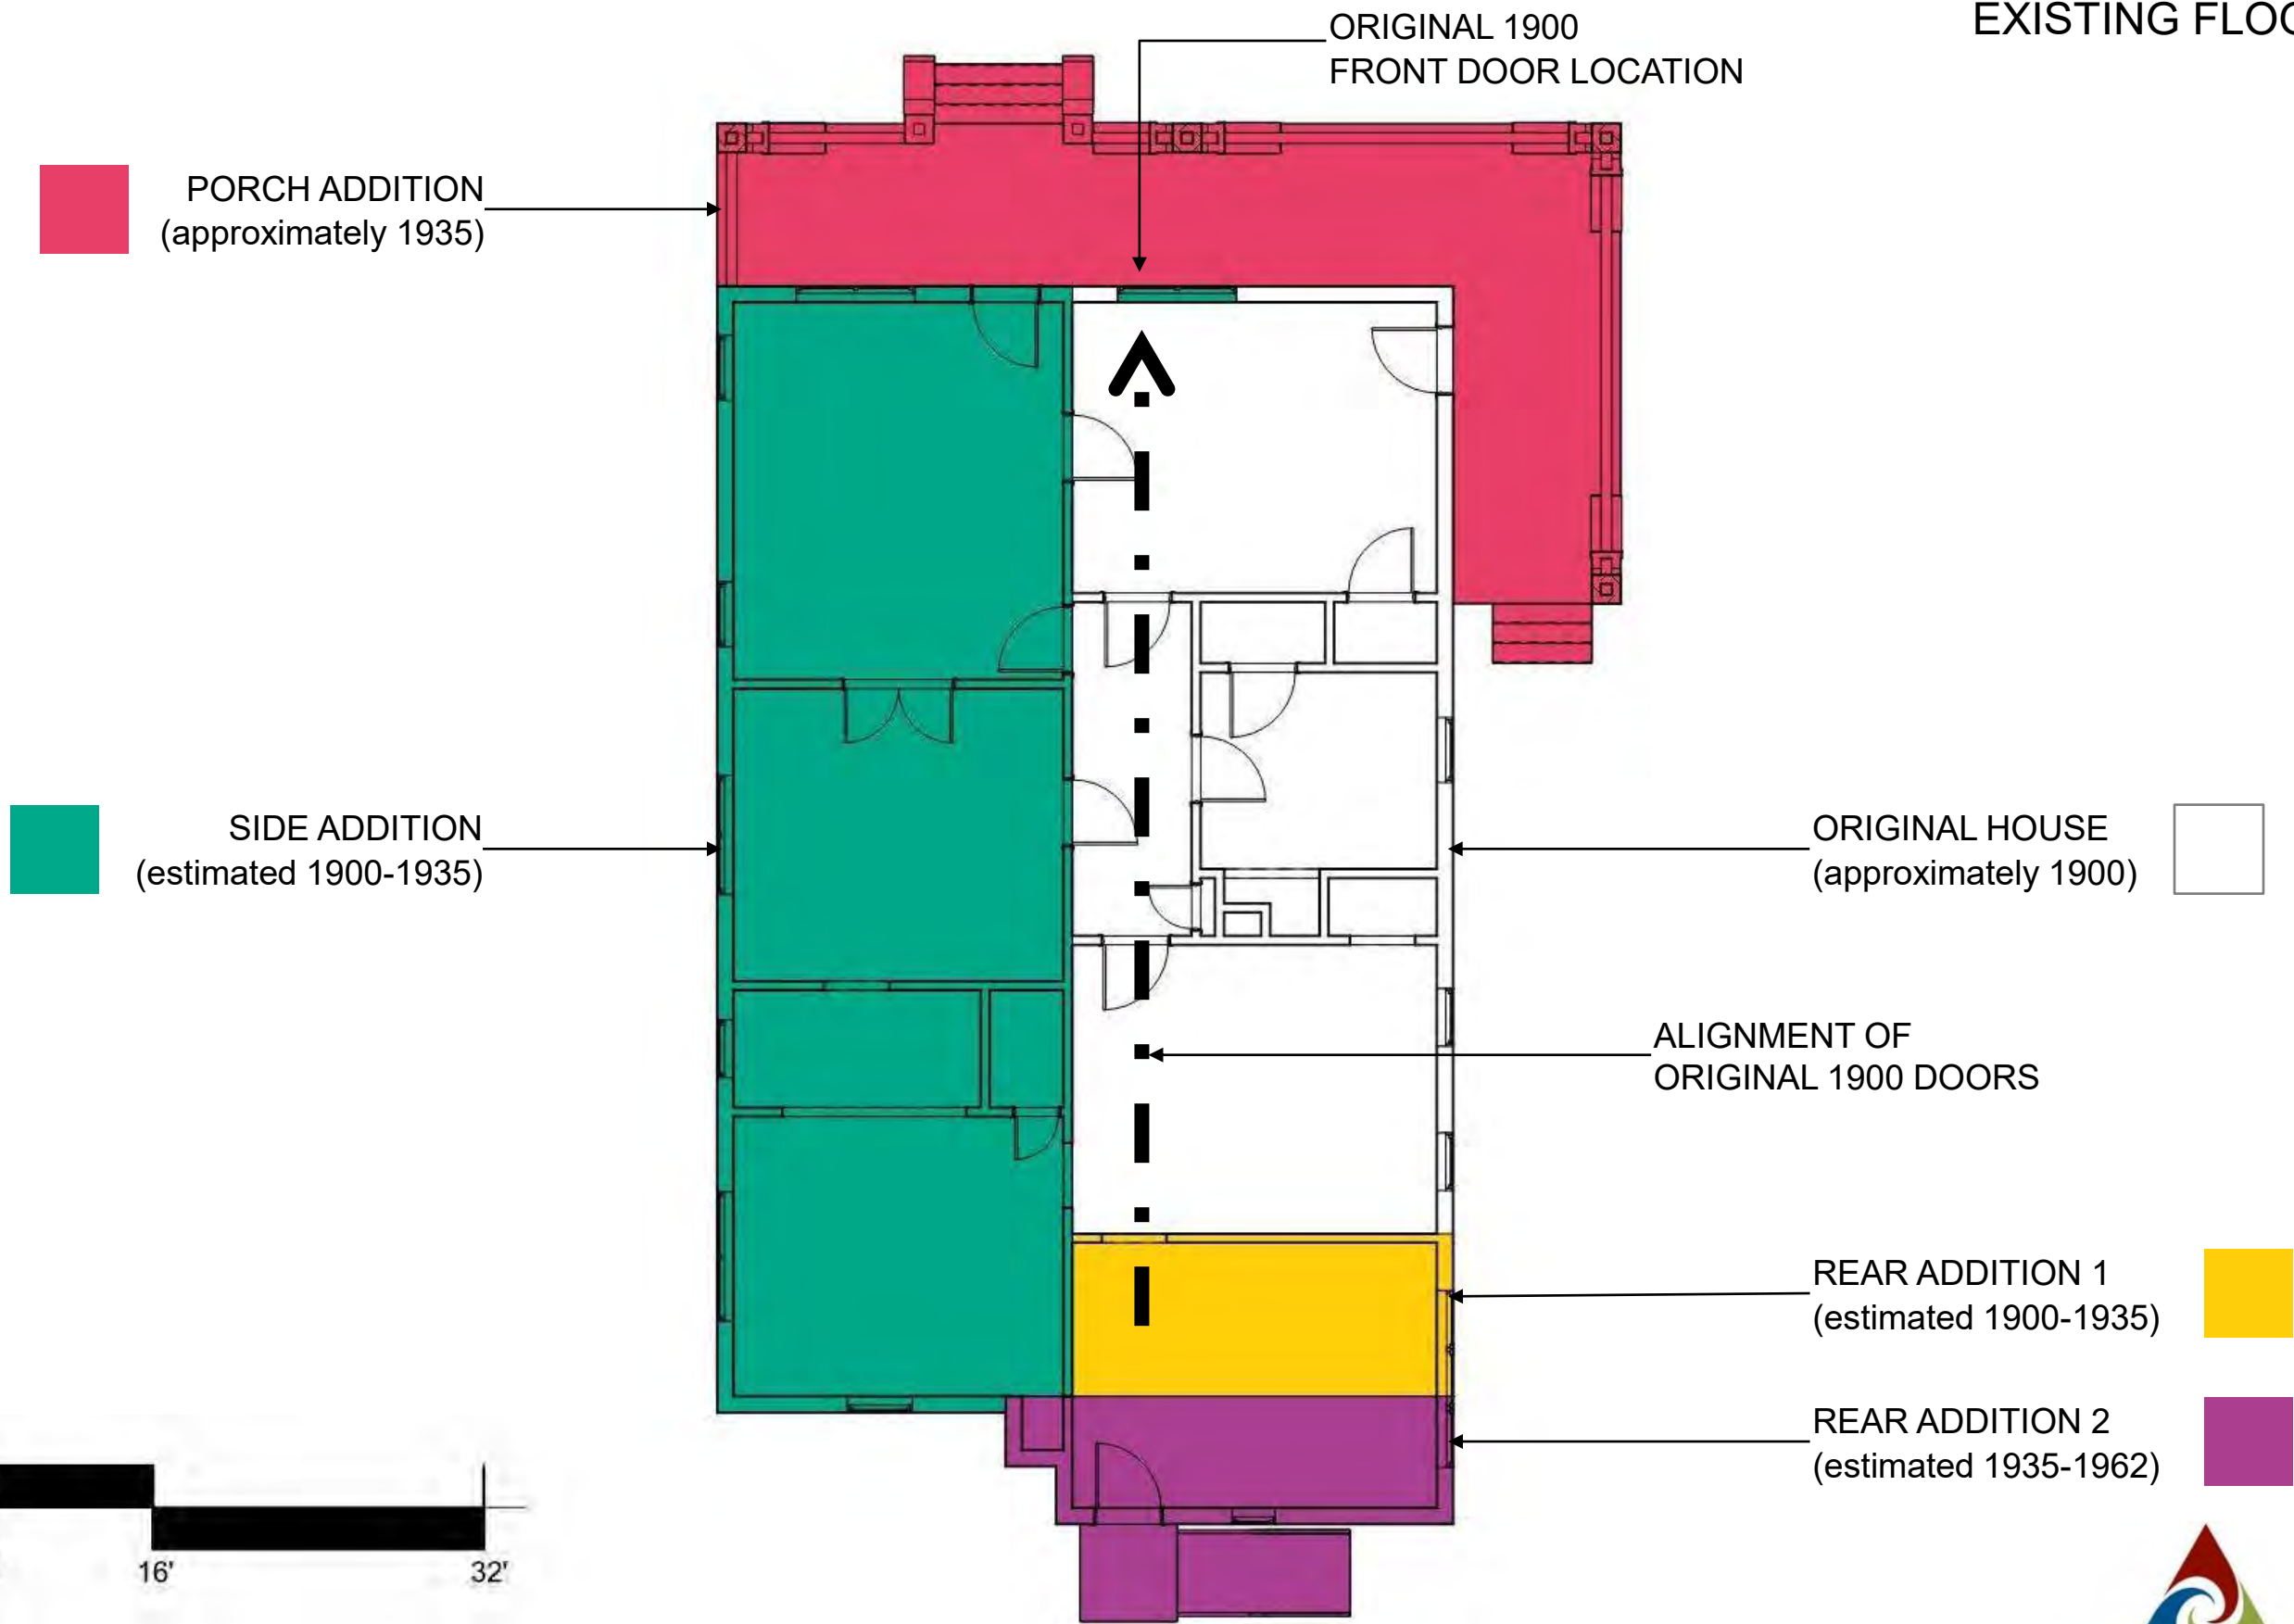 EXISTING
ORIGINAL 1900
FRONT DOOR LOCATION
PORCH ADDITION
(approximately 1935)
SIDE ADDITION
(estimated 1900-1935)
ORIGINAL HOUSE
(approximately 1900)
ALIGNMENT OF
ORIGINAL 1900 DOORS
REAR ADDITION 1
(estimated 1900-1935)
REAR ADDITION 2
(estimated 1935-1962)
16'
32'